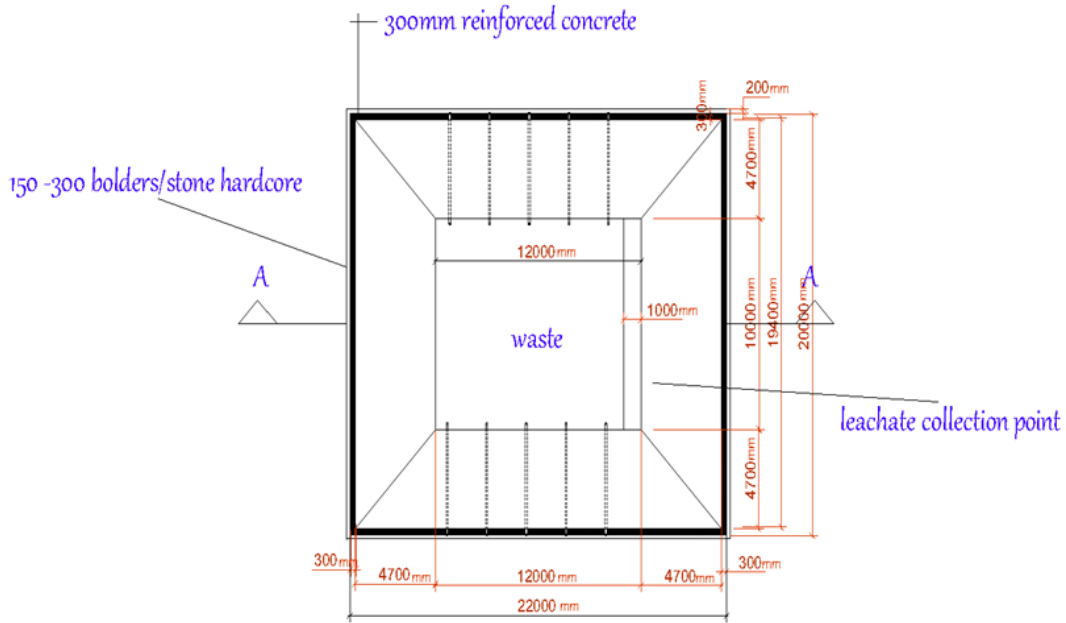 300mm reinforced concrete
200mm
300mm
4700mm
150 -300 bolders/stone hardcore
12000mm
A
A
1000mm
10000mm
19400mm
20000mm
waste
leachate collection point
4700mm
300mm
300mm
4700mm
12000mm
4700mm
22000 mm